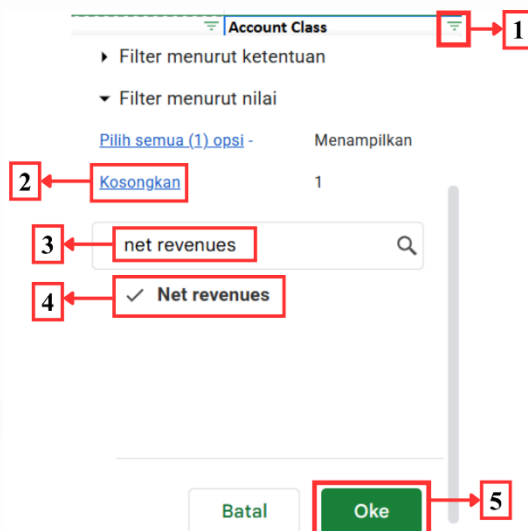 Account Class
1
Filter menurut ketentuan
Filter menurut nilai
Pilih semua (1) opsi - Menampilkan
2 Kosongkan 1
3 net revenues
4 Net revenues
Batal Oke 5